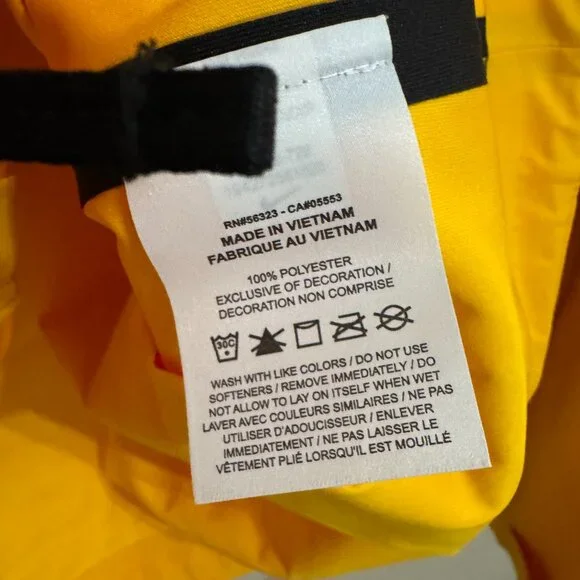 RN#56323 - CA#05553
MADE IN VIETNAM
FABRIQUE AU VIETNAM
100% POLYESTER
EXCLUSIVE OF DECORATION /
DECORATION NON COMPRISE
30C
WASH WITH LIKE COLORS / DO NOT USE
SOFTENERS / REMOVE IMMEDIATELY / DO
NOT ALLOW TO LAY ON ITSELF WHEN WET
LAVER AVEC COULEURS SIMILAIRES / NE PAS
UTILISER D'ADOUCISSEUR / ENLEVER
IMMEDIATEMENT / NE PAS LAISSER LE
VÊTEMENT PLIÉ LORSQU'IL EST MOUILLÉ